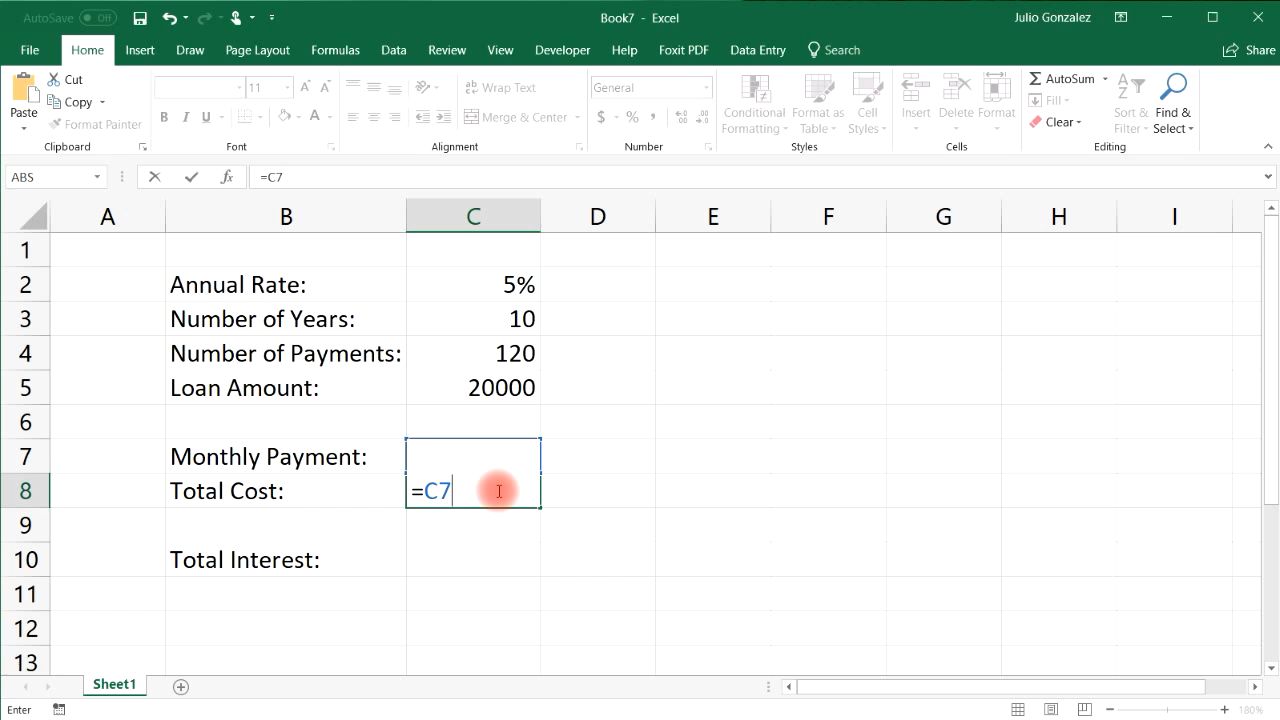 AutoSave Off
Book7 - Excel
Julio Gonzalez
File Home Insert Draw Page Layout Formulas Data Review View Developer Help Foxit PDF Data Entry Search Share
Paste
Cut
Copy
Format Painter
Clipboard
11
A A
B I U A
Font
Wrap Text
Merge & Center
Alignment
General
$ % ,
Number
Conditional Formatting
Format as Table
Cell Styles
Styles
Insert Delete Format
Cells
AutoSum
Fill
Clear
Sort & Filter
Find & Select
Editing
ABS fx =C7
A B C D E F G H I
1
2 Annual Rate: 5%
3 Number of Years: 10
4 Number of Payments: 120
5 Loan Amount: 20000
6
7 Monthly Payment:
8 Total Cost: =C7
9
10 Total Interest:
11
12
13
Sheet1
Enter
180%